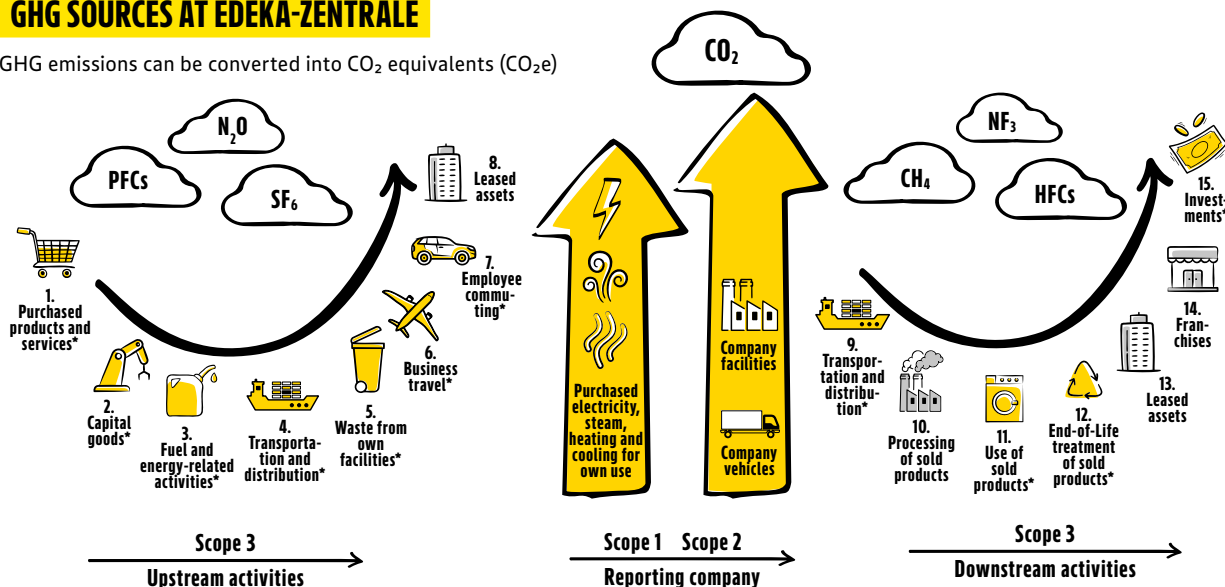 GHG SOURCES AT EDEKA-ZENTRALE
GHG emissions can be converted into CO₂ equivalents (CO₂e)
PFCs
N₂O
SF₆
1.
Purchased
products and
services*
2.
Capital
goods*
3.
Fuel and
energy-related
activities*
4.
Transporta-
tion and
distribution*
5.
Waste from
own
facilities*
6.
Business
travel*
7.
Employee
commu-
ting*
8.
Leased
assets
Scope 3
Upstream activities
CO₂
Purchased
electricity,
steam,
heating and
cooling for
own use
Company
facilities
Company
vehicles
Scope 1 Scope 2
Reporting company
CH₄
NF₃
HFCs
9.
Transpor-
tation and
distribu-
tion*
10.
Processing
of sold
products
11.
Use of
sold
products*
12.
End-of-Life
treatment
of sold
products*
13.
Leased
assets
14.
Fran-
chises
15.
Invest-
ments*
Scope 3
Downstream activities